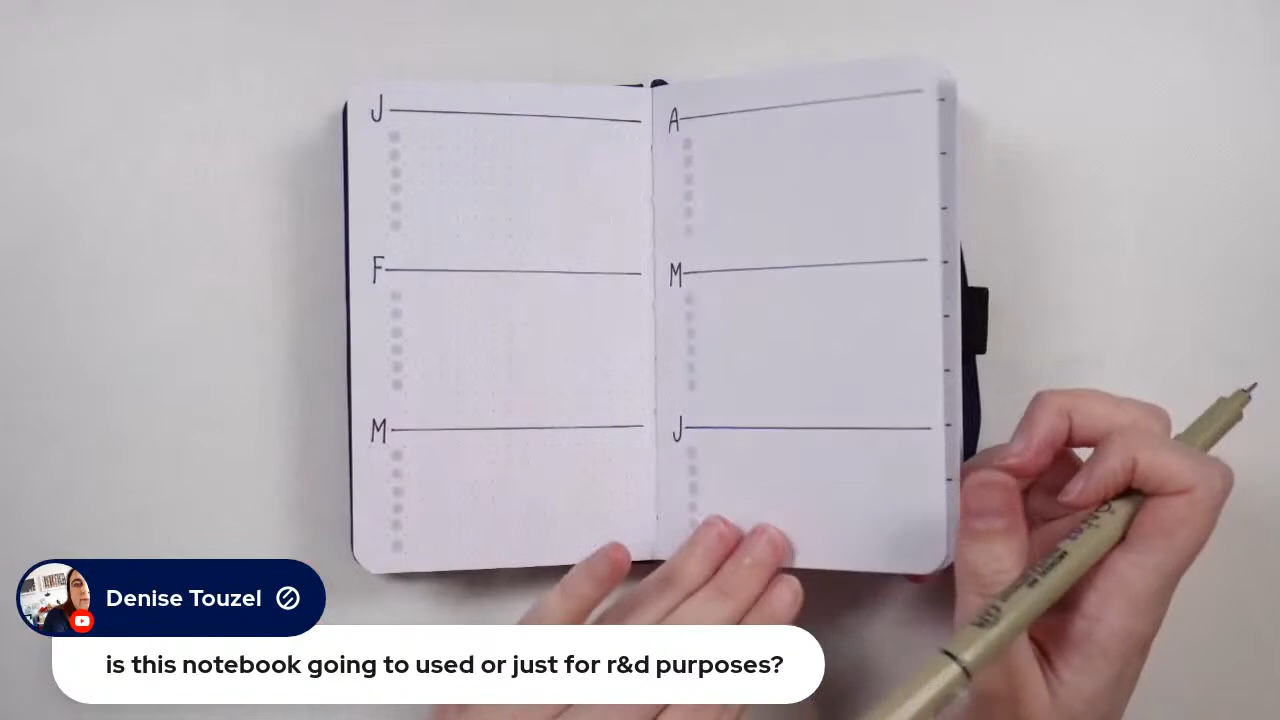 J
F
M
A
M
J
Denise Touzel
is this notebook going to used or just for r&d purposes?